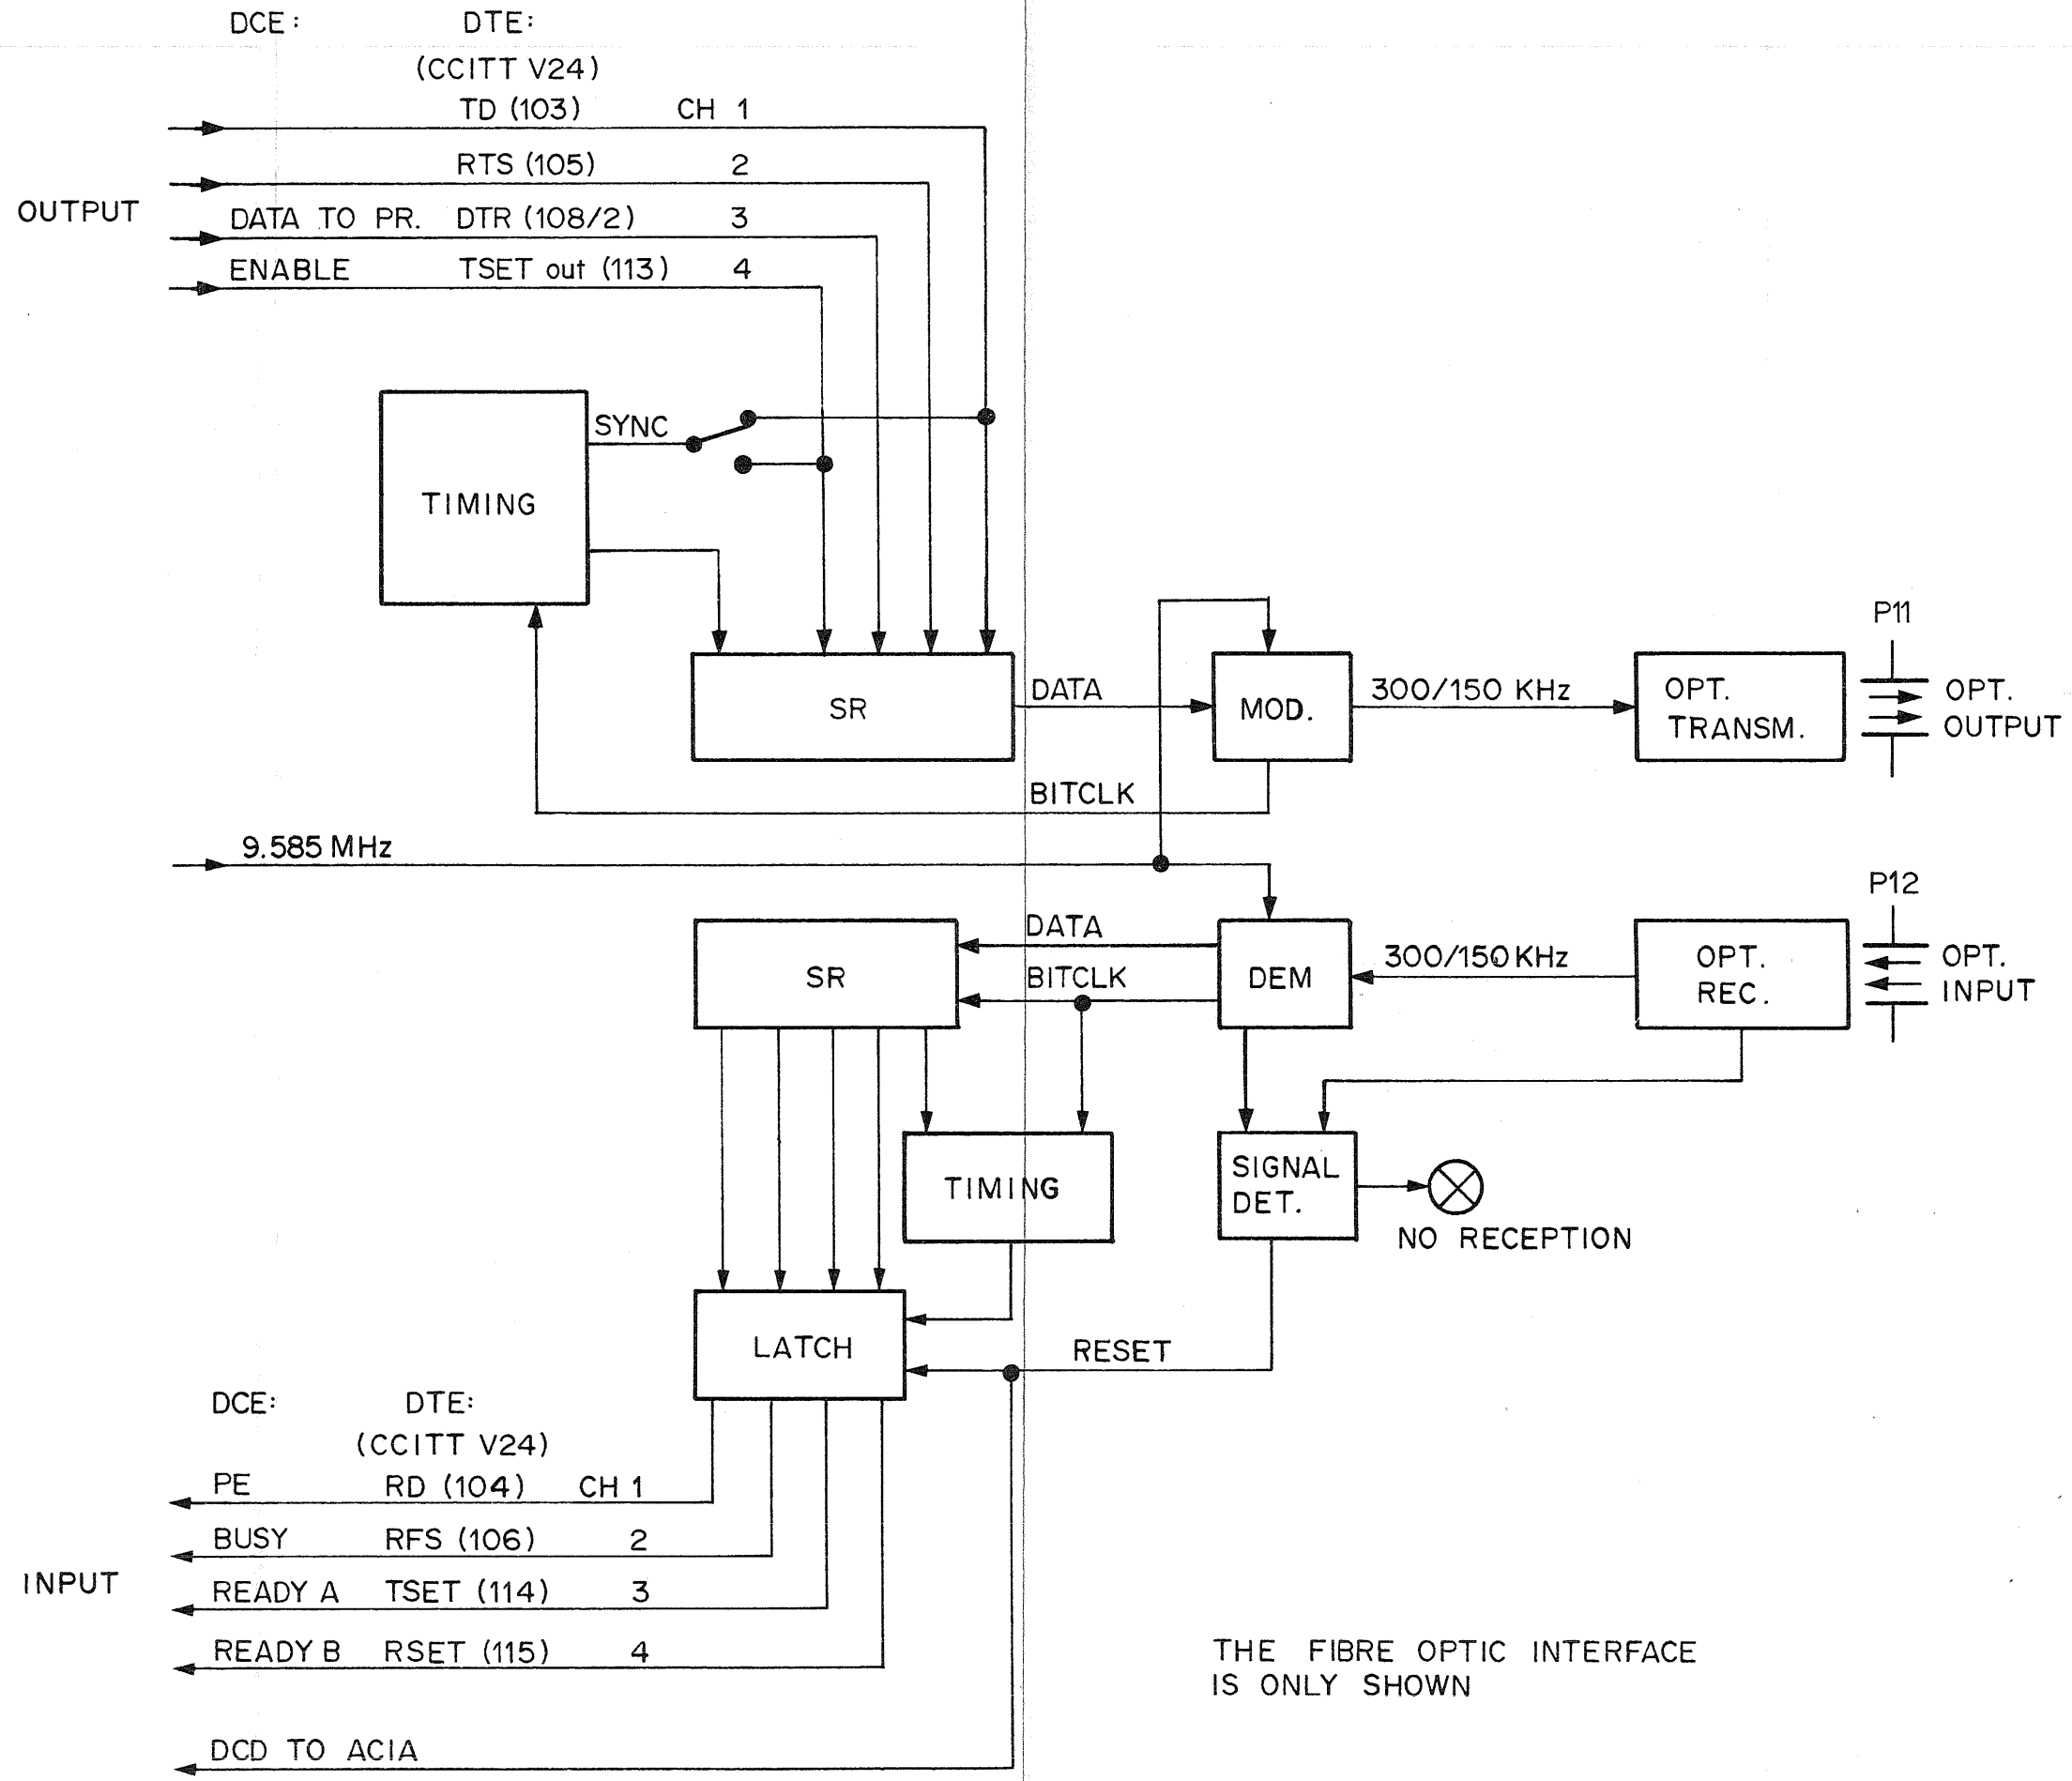 DCE: DTE:
(CCITT V24)
TD (103) CH 1
RTS (105) 2
OUTPUT
DATA TO PR. DTR (108/2) 3
ENABLE TSET out (113) 4
SYNC
TIMING
P11
SR
DATA
MOD.
300/150 KHz
OPT.
TRANSM.
OPT.
OUTPUT
BITCLK
9.585 MHz
P12
SR
DATA
BITCLK
DEM
300/150 KHz
OPT.
REC.
OPT.
INPUT
TIMING
SIGNAL
DET.
NO RECEPTION
LATCH
RESET
DCE: DTE:
(CCITT V24)
PE RD (104) CH 1
BUSY RFS (106) 2
INPUT
READY A TSET (114) 3
READY B RSET (115) 4
DCD TO ACIA
THE FIBRE OPTIC INTERFACE
IS ONLY SHOWN